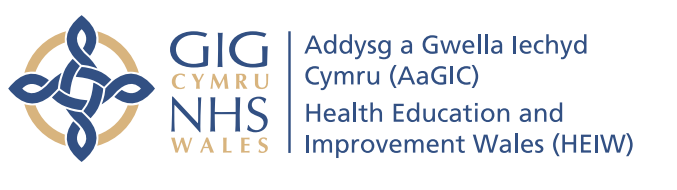 GIG
CYMRU
NHS
WALES
Addysg a Gwella Iechyd
Cymru (AaGIC)
Health Education and
Improvement Wales (HEIW)